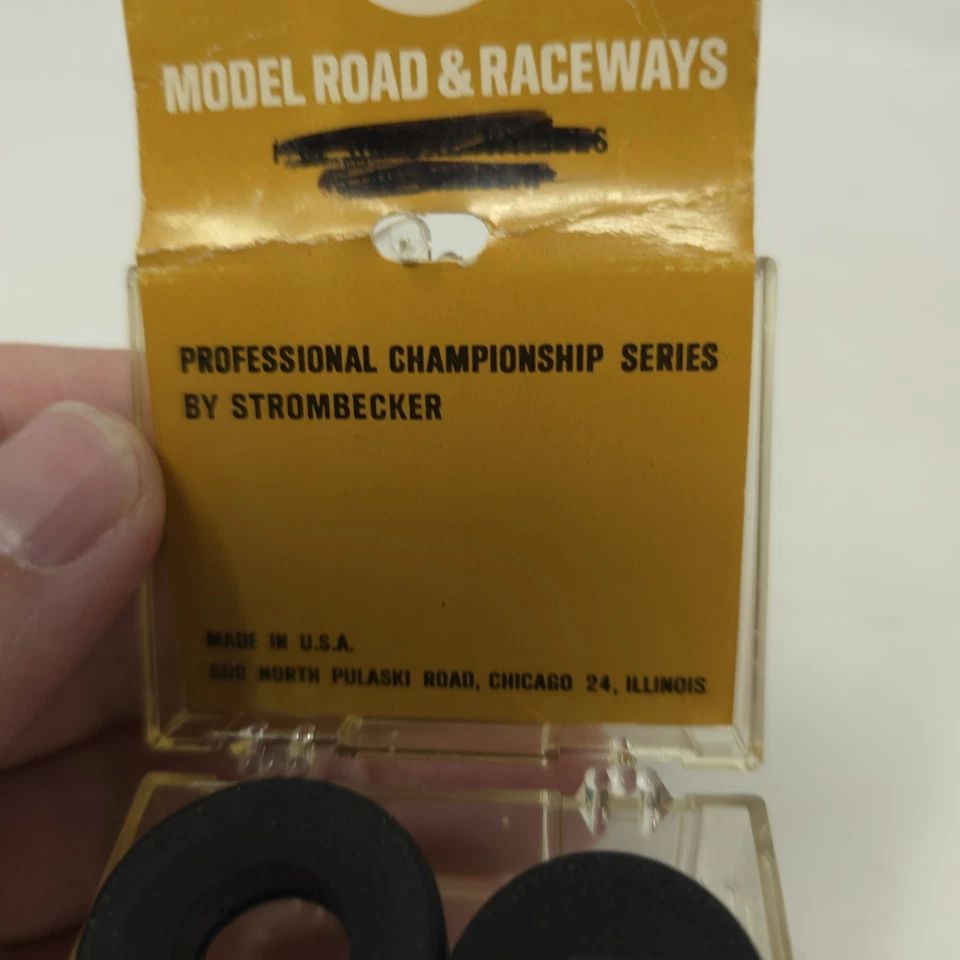 MODEL ROAD & RACEWAYS
PROFESSIONAL CHAMPIONSHIP SERIES
BY STROMBECKER
MADE IN U.S.A.
NORTH PULASKI ROAD, CHICAGO 24, ILLINOIS